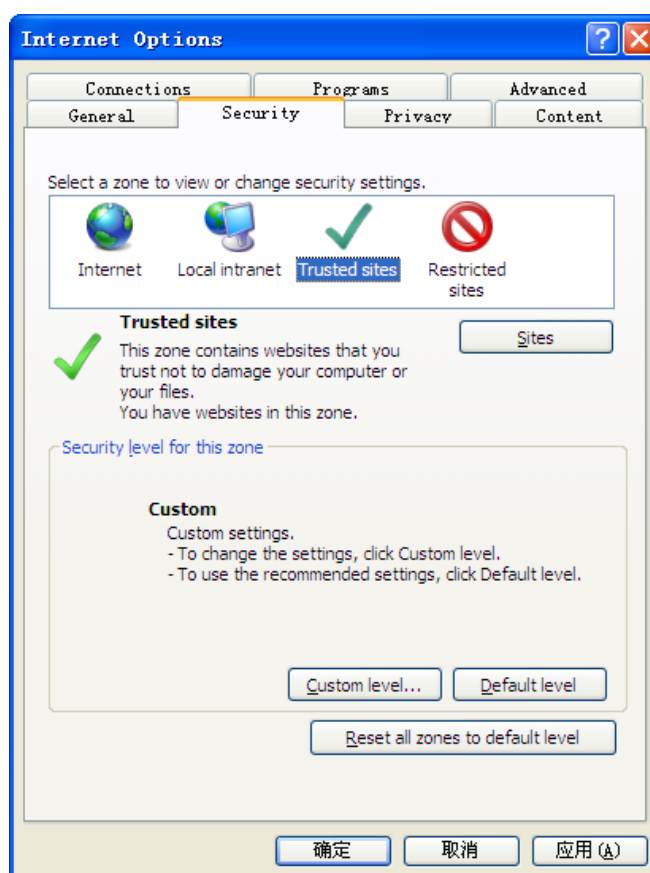 Internet Options
Connections Programs Advanced
General Security Privacy Content
Select a zone to view or change security settings.
Internet Local intranet Trusted sites Restricted
sites
Trusted sites
Sites
This zone contains websites that you
trust not to damage your computer or
your files.
You have websites in this zone.
Security level for this zone
Custom
Custom settings.
- To change the settings, click Custom level.
- To use the recommended settings, click Default level.
Custom level... Default level
Reset all zones to default level
确定 取消 应用(A)